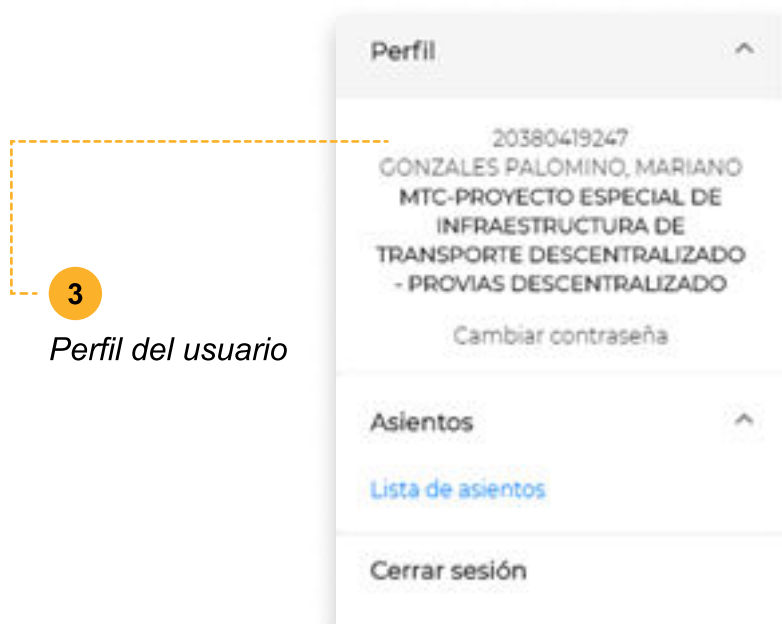 Perfil
20380419247
GONZALES PALOMINO, MARIANO
MTC-PROYECTO ESPECIAL DE
INFRAESTRUCTURA DE
TRANSPORTE DESCENTRALIZADO
- PROVIAS DESCENTRALIZADO
Cambiar contraseña
3
Perfil del usuario
Asientos
Lista de asientos
Cerrar sesión